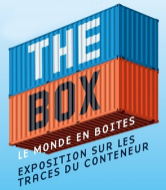 THE
BOX
LE MONDE EN BOITES
EXPOSITION SUR LES
TRACES DU CONTENEUR